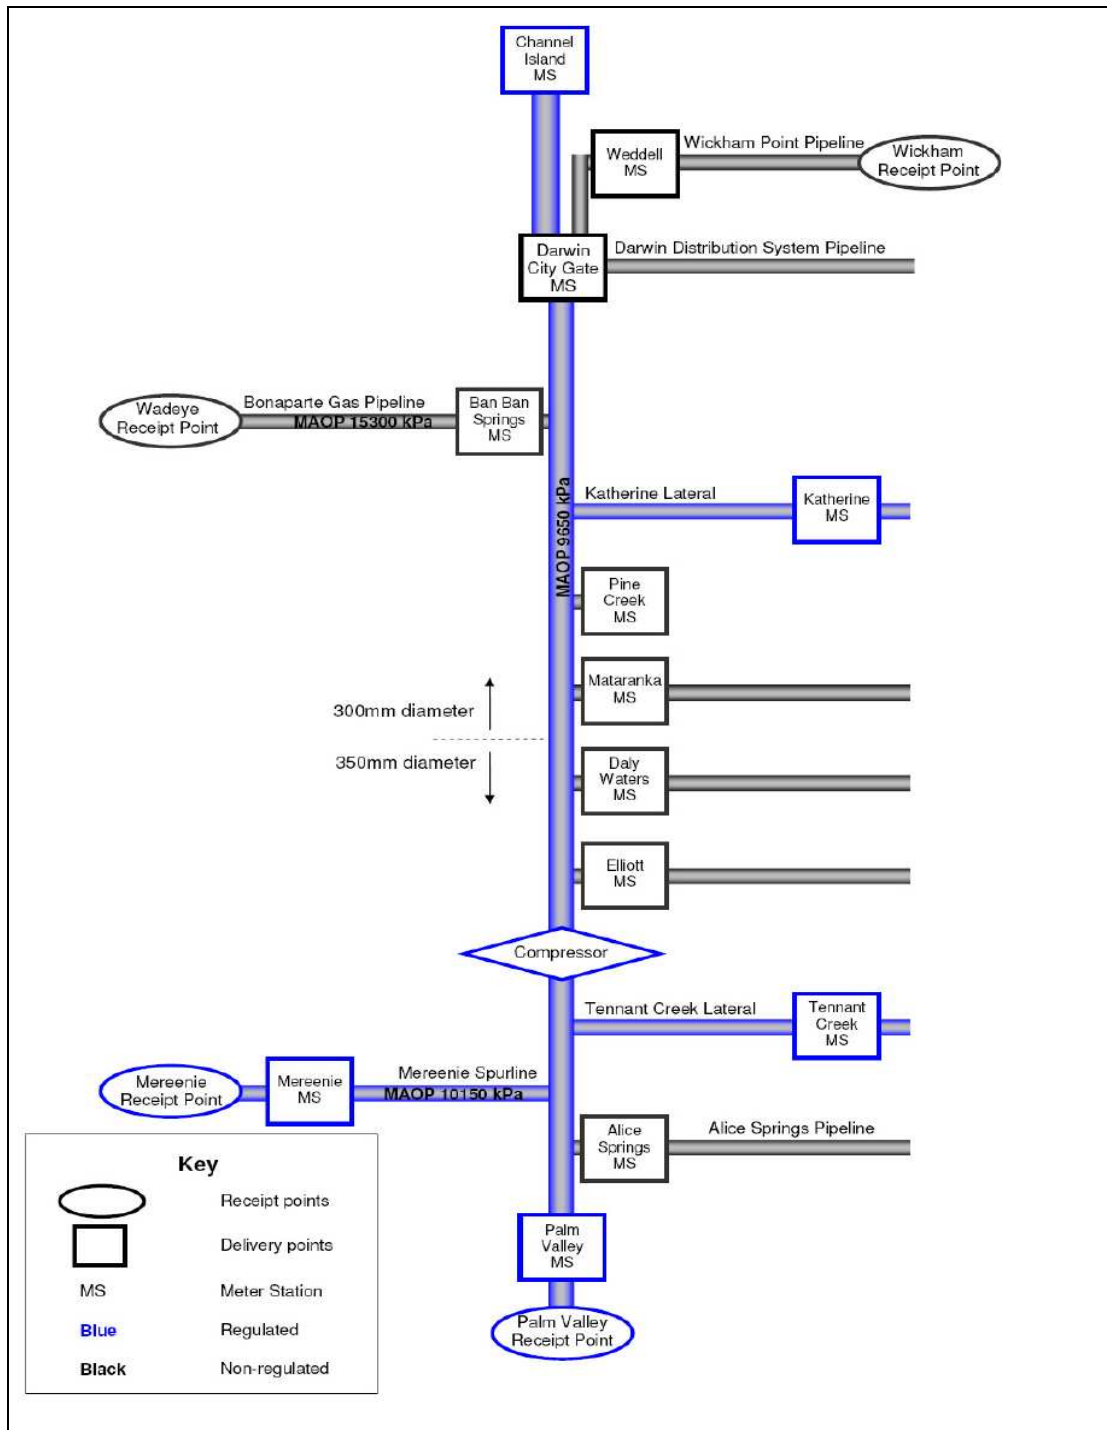 Channel
Island
MS
Weddell
MS
Wickham Point Pipeline
Wickham
Receipt Point
Darwin
City Gate
MS
Darwin Distribution System Pipeline
Wadeye
Receipt Point
Bonaparte Gas Pipeline
MAOP 15300 kPa
Ban Ban
Springs
MS
MAOP 9650 kPa
Katherine Lateral
Katherine
MS
Pine
Creek
MS
Mataranka
MS
300mm diameter
350mm diameter
Daly
Waters
MS
Elliott
MS
Compressor
Tennant Creek Lateral
Tennant
Creek
MS
Mereenie
Receipt Point
Mereenie
MS
Mereenie Spurline
MAOP 10150 kPa
Alice
Springs
MS
Alice Springs Pipeline
Palm
Valley
MS
Palm Valley
Receipt Point
Key
Receipt points
Delivery points
MS Meter Station
Blue Regulated
Black Non-regulated